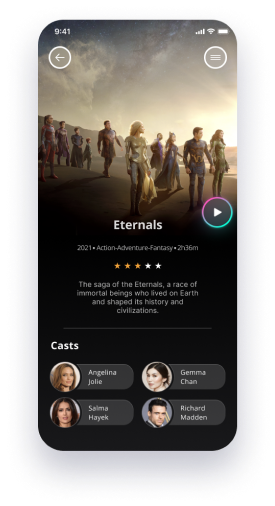 9:41
Eternals
2021•Action-Adventure-Fantasy•2h36m
The saga of the Eternals, a race of
immortal beings who lived on Earth
and shaped its history and
civilizations.
Casts
Angelina
Jolie
Gemma
Chan
Salma
Hayek
Richard
Madden